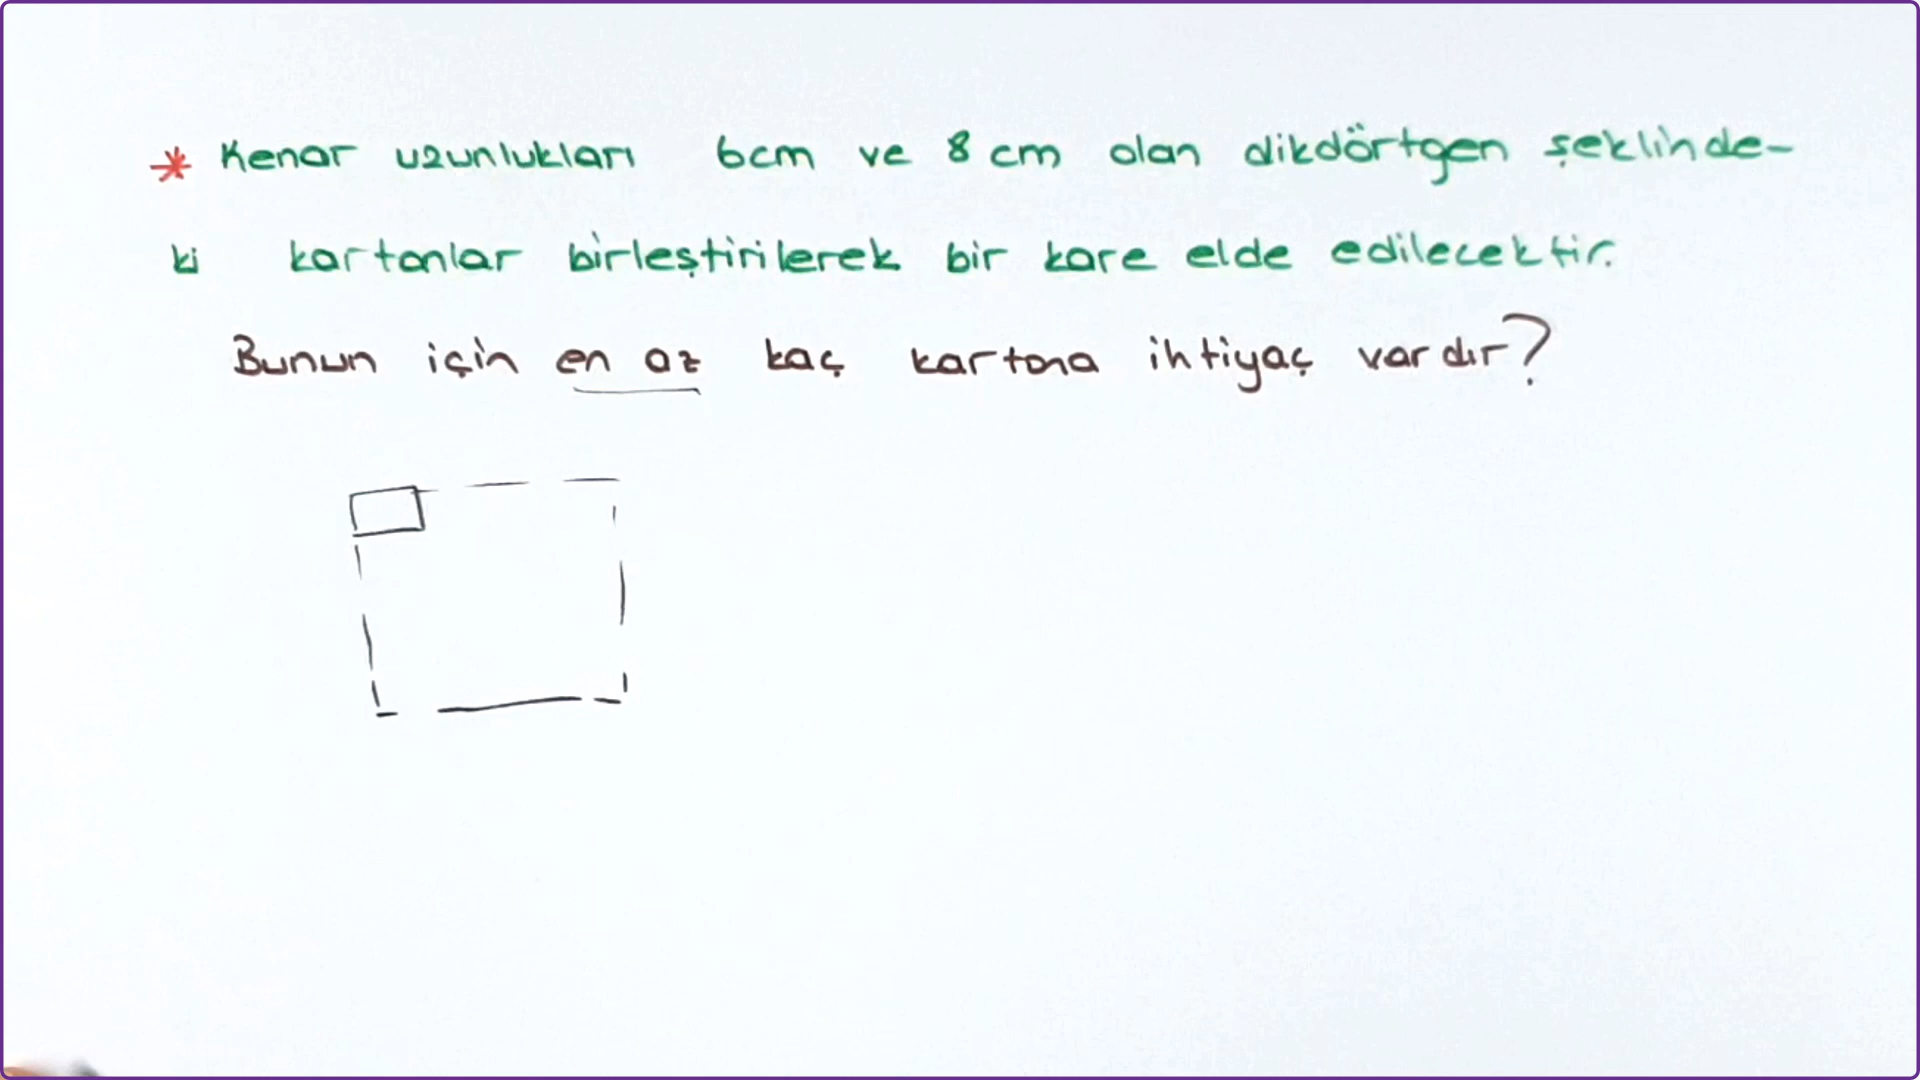 * Kenar uzunlukları 6cm ve 8 cm olan dikdörtgen şeklinde-
ki kartonlar birleştirilerek bir kare elde edilecektir.
Bunun için en az kaç kartona ihtiyaç vardır?